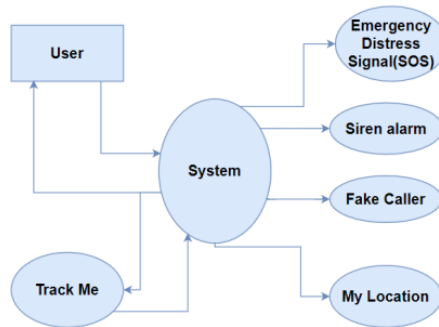 User
Emergency
Distress
Signal(SOS)
Siren alarm
System
Fake Caller
Track Me
My Location